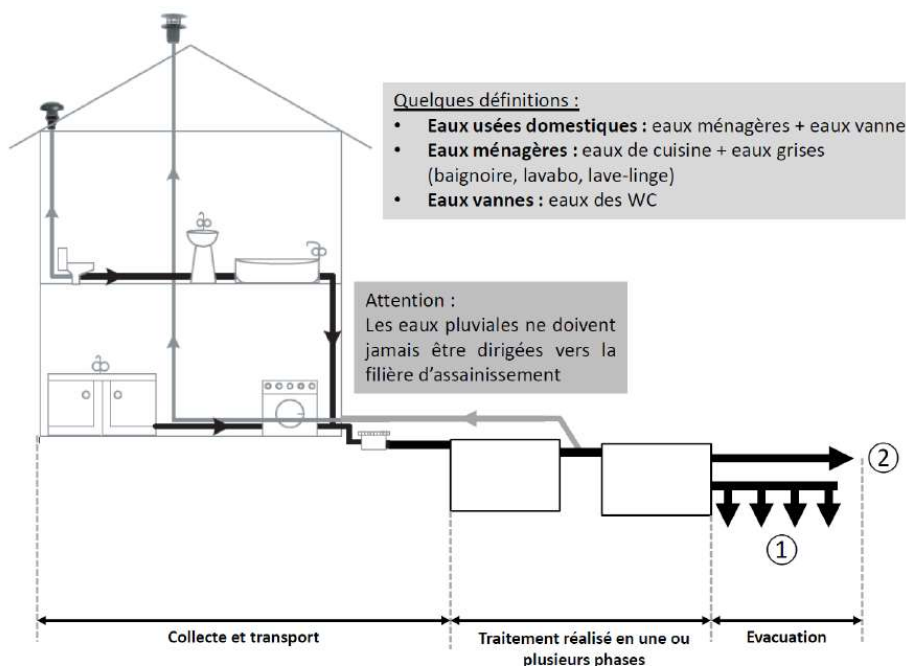 Quelques définitions :
• Eaux usées domestiques : eaux ménagères + eaux vanne
• Eaux ménagères : eaux de cuisine + eaux grises
(baignoire, lavabo, lave-linge)
• Eaux vannes : eaux des WC
Attention :
Les eaux pluviales ne doivent
jamais être dirigées vers la
filière d'assainissement
2
1
Collecte et transport
Traitement réalisé en une ou
plusieurs phases
Evacuation